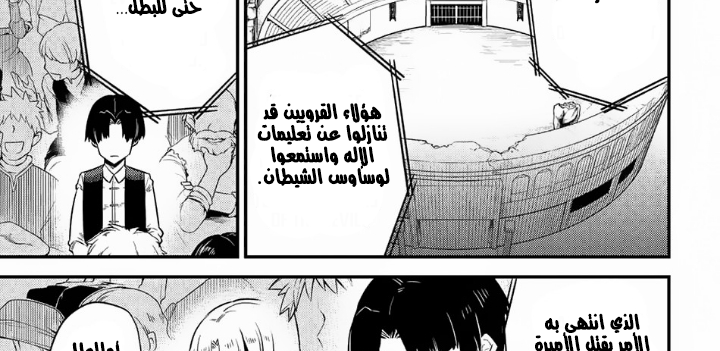 هؤلاء القرويين قد
تنازلوا عن تعليمات
الإله واستمعوا
لوساوس الشيطان.
حتى للبطل...
الذي انتهى به
الأمر بقتل الأميرة